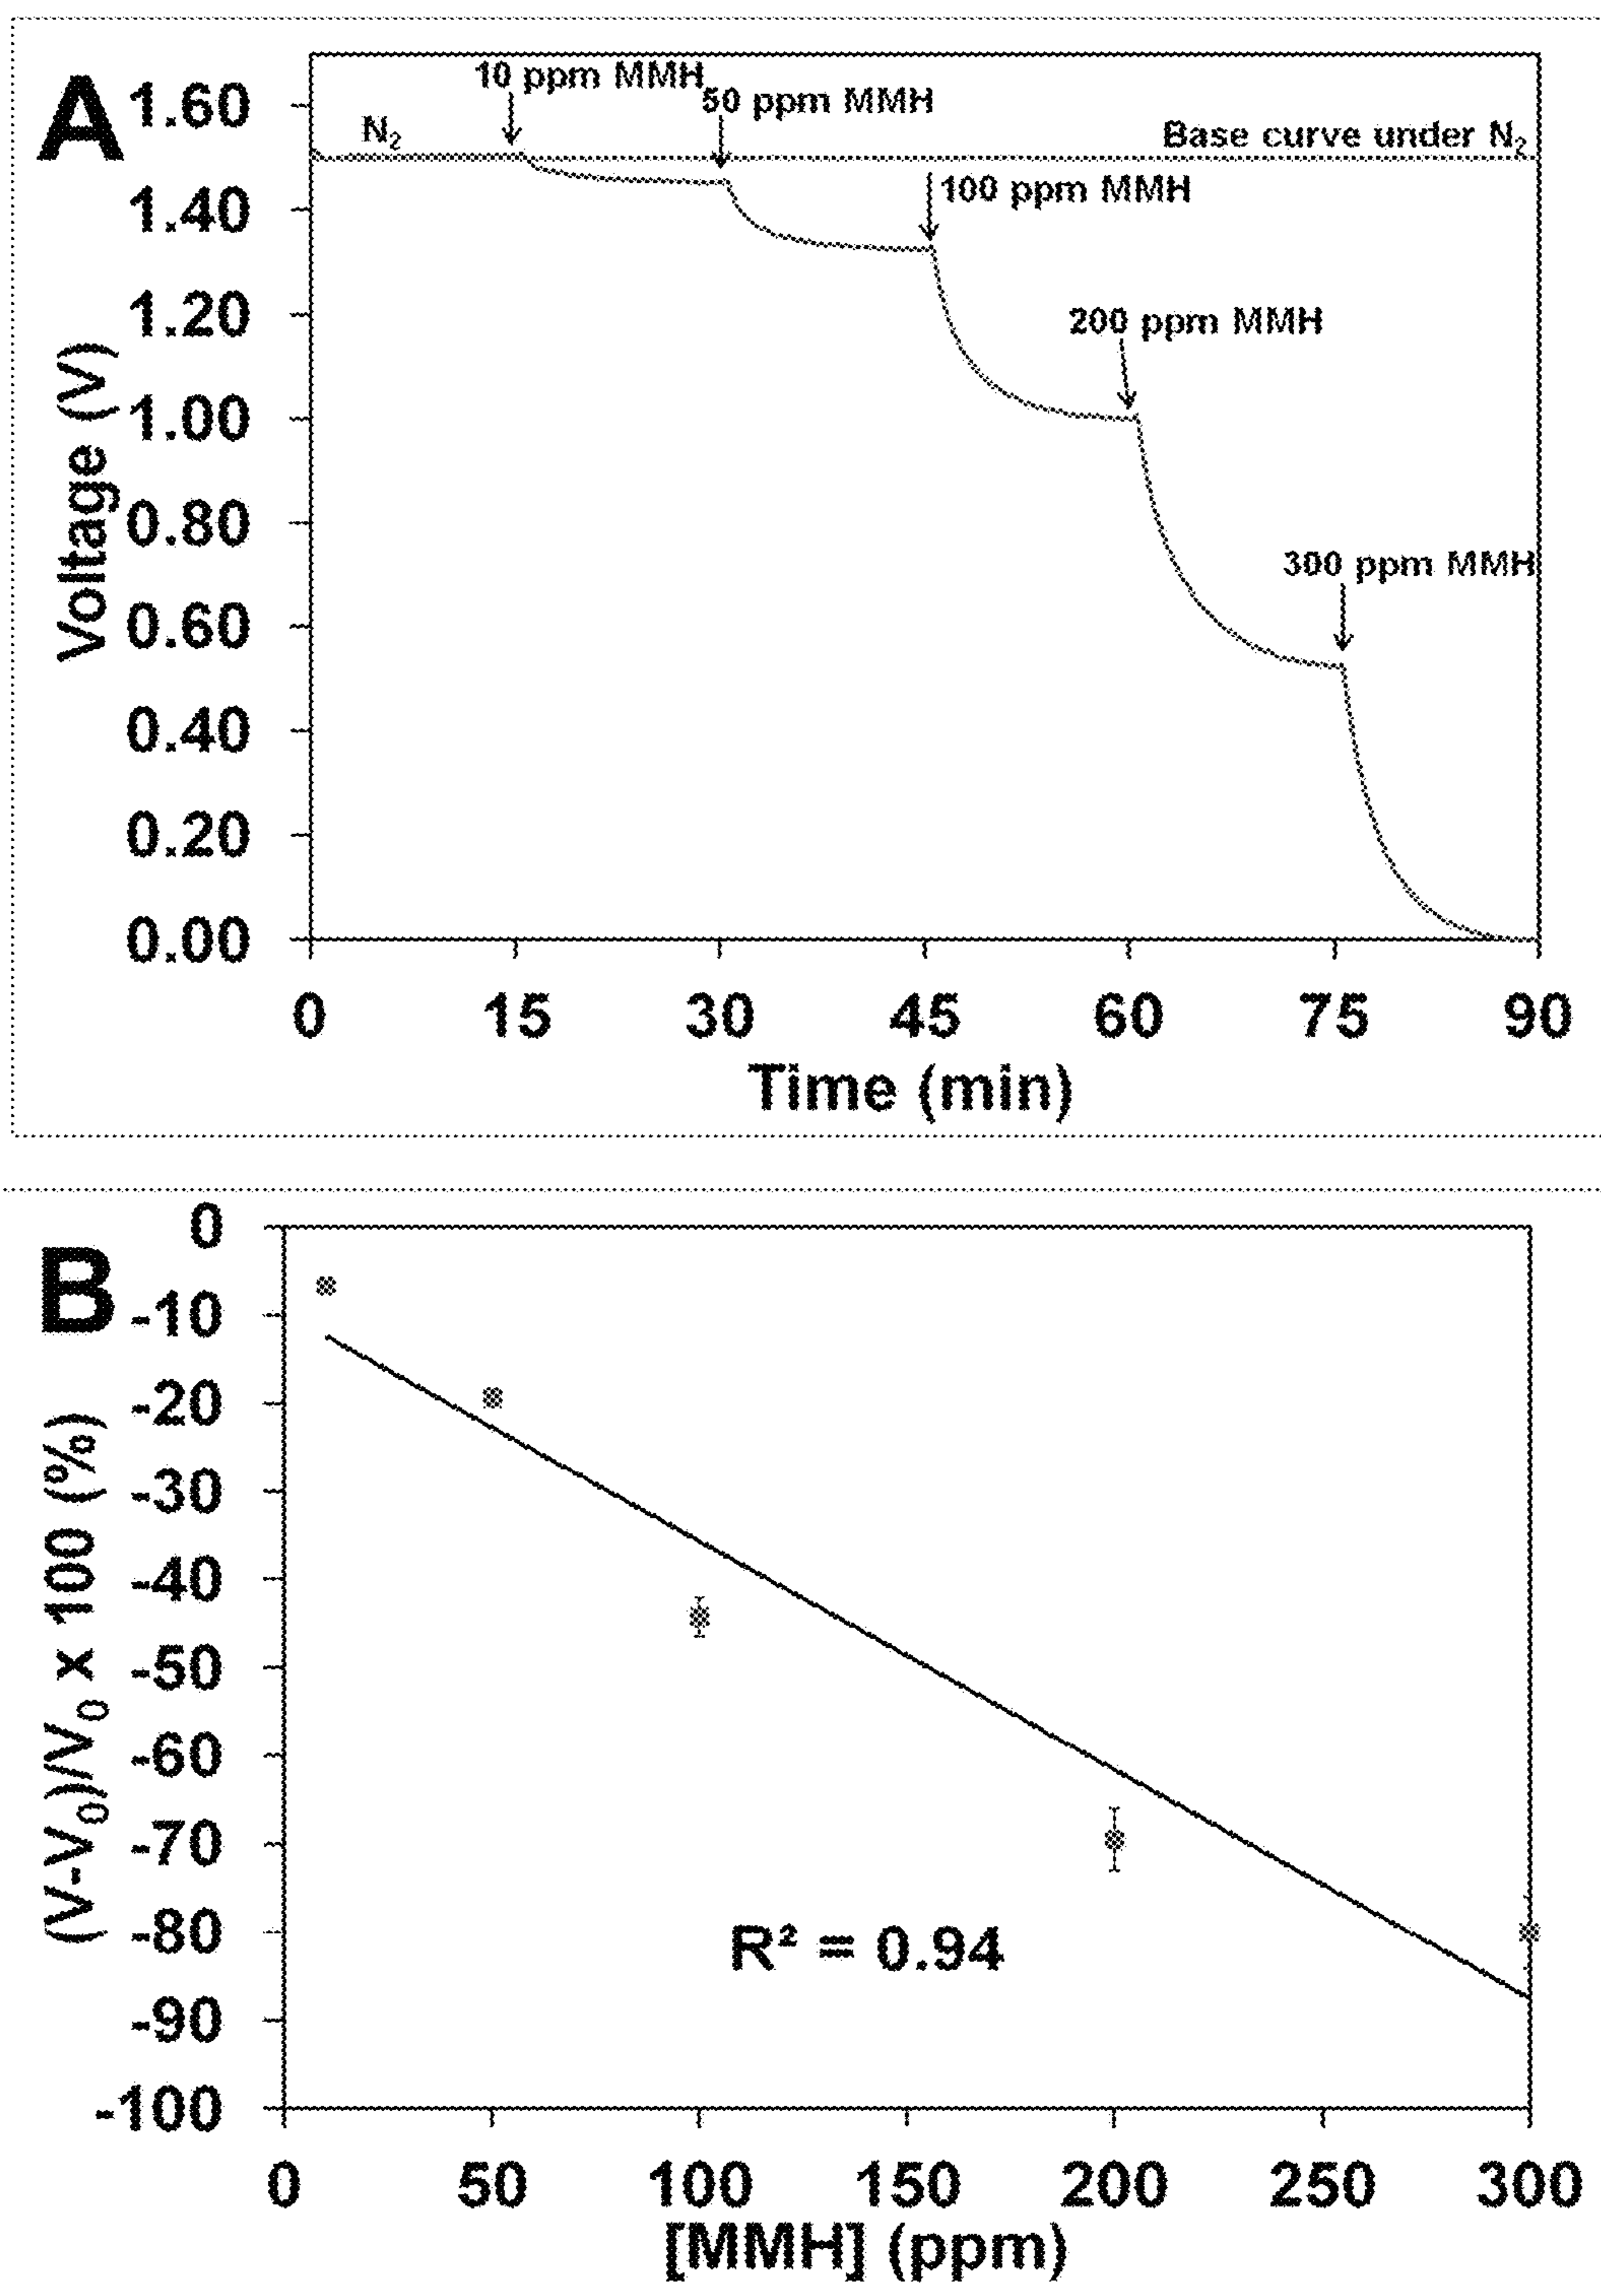 A
1.60
1.40
1.20
1.00
0.80
0.60
0.40
0.20
0.00
Voltage (V)
N₂
10 ppm MMH
50 ppm MMH
Base curve under N₂
100 ppm MMH
200 ppm MMH
300 ppm MMH
0 15 30 45 60 75 90
Time (min)
B
0
-10
-20
-30
-40
-50
-60
-70
-80
-90
-100
(V-V₀)/V₀ x 100 (%)
R² = 0.94
0 50 100 150 200 250 300
[MMH] (ppm)